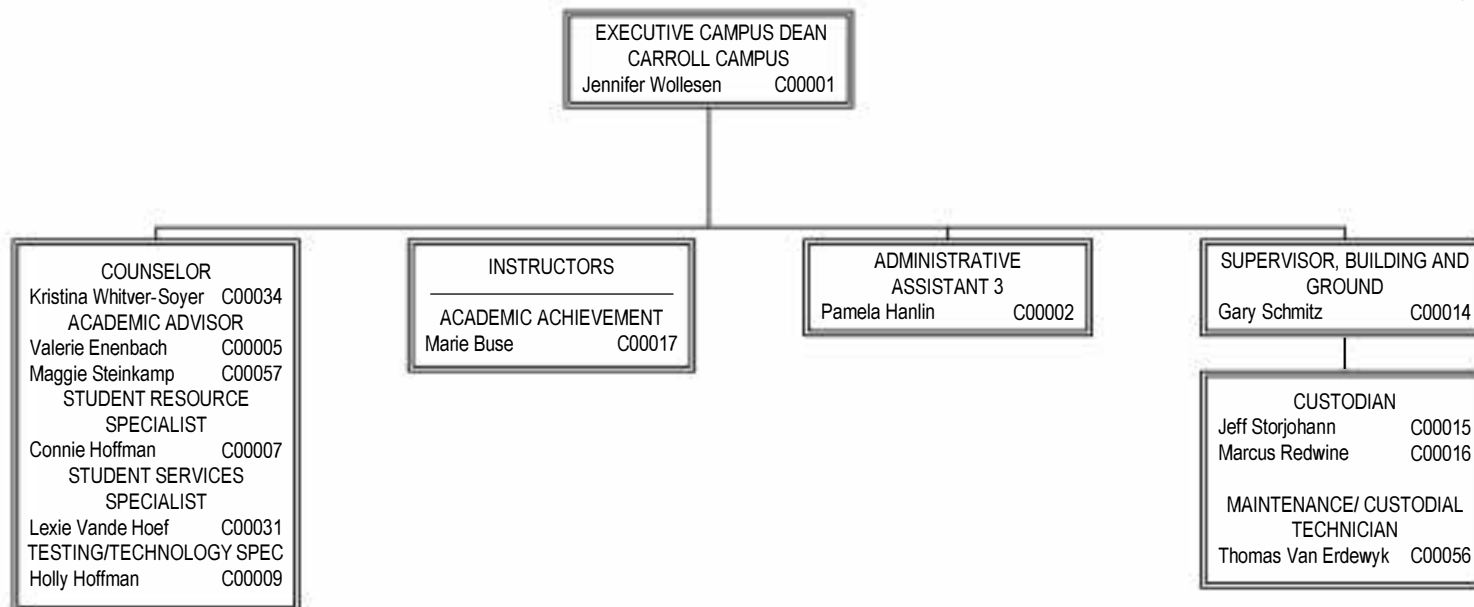 EXECUTIVE CAMPUS DEAN
CARROLL CAMPUS
Jennifer Wollesen C00001
COUNSELOR
Kristina Whitver-Soyer C00034
ACADEMIC ADVISOR
Valerie Enenbach C00005
Maggie Steinkamp C00057
STUDENT RESOURCE
SPECIALIST
Connie Hoffman C00007
STUDENT SERVICES
SPECIALIST
Lexie Vande Hoef C00031
TESTING/TECHNOLOGY SPEC
Holly Hoffman C00009
INSTRUCTORS
ACADEMIC ACHIEVEMENT
Marie Buse C00017
ADMINISTRATIVE
ASSISTANT 3
Pamela Hanlin C00002
SUPERVISOR, BUILDING AND
GROUND
Gary Schmitz C00014
CUSTODIAN
Jeff Storjohann C00015
Marcus Redwine C00016
MAINTENANCE/ CUSTODIAL
TECHNICIAN
Thomas Van Erdewyk C00056